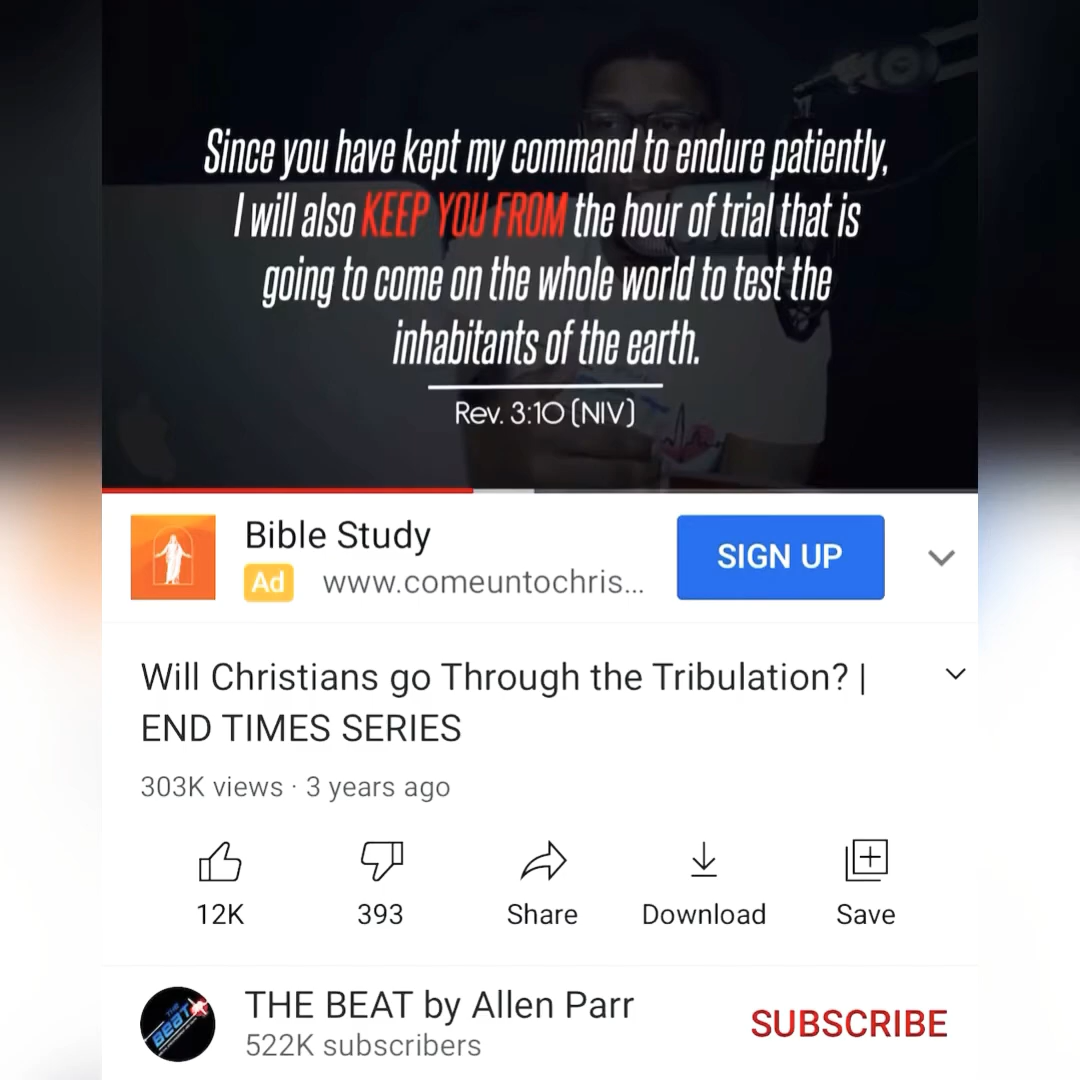 Since you have kept my command to endure patiently,
I will also KEEP YOU FROM the hour of trial that is
going to come on the whole world to test the
inhabitants of the earth.
Rev. 3:10 (NIV)
Bible Study
Ad www.comeuntochris...
SIGN UP
Will Christians go Through the Tribulation? |
END TIMES SERIES
303K views · 3 years ago
12K 393 Share Download Save
THE BEAT
THE BEAT by Allen Parr
522K subscribers
SUBSCRIBE